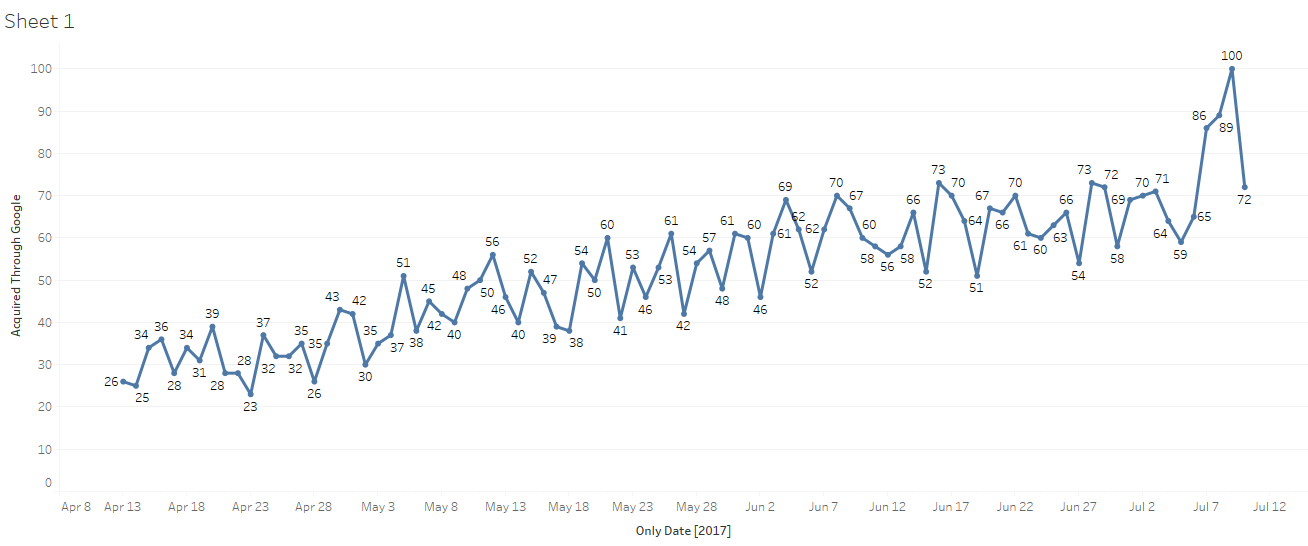 Sheet 1
Acquired Through Google
100
90
80
70
60
50
40
30
20
10
0
26 25 34 36 28 34 31 39 28 28 23 37 32 32 35 26 35 43 42 30 35 37 51 38 45 42 40 48 50 56 46 40 52 47 39 38 54 50 60 41 53 46 53 61 42 54 57 48 61 60 46 61 69 62 52 62 70 67 60 58 56 58 66 52 73 70 64 51 67 66 70 61 60 63 66 54 73 72 58 69 70 71 64 59 65 86 89 100 72
Apr 8 Apr 13 Apr 18 Apr 23 Apr 28 May 3 May 8 May 13 May 18 May 23 May 28 Jun 2 Jun 7 Jun 12 Jun 17 Jun 22 Jun 27 Jul 2 Jul 7 Jul 12
Only Date [2017]